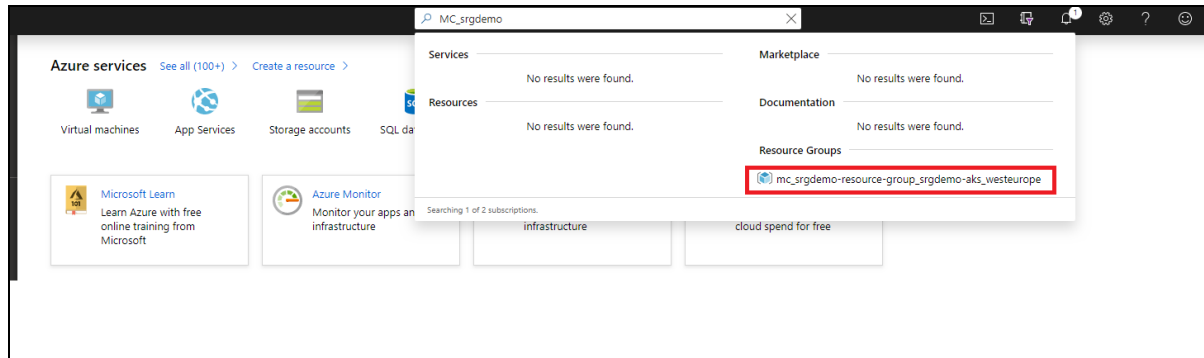 MC_srgdemo
1
Azure services See all (100+) > Create a resource >
Virtual machines
App Services
Storage accounts
SQL da
Services
No results were found.
Resources
No results were found.
Marketplace
No results were found.
Documentation
No results were found.
Resource Groups
mc_srgdemo-resource-group_srgdemo-aks_westeurope
Searching 1 of 2 subscriptions.
101
Microsoft Learn
Learn Azure with free
online training from
Microsoft
Azure Monitor
Monitor your apps an
infrastructure
infrastructure
cloud spend for free